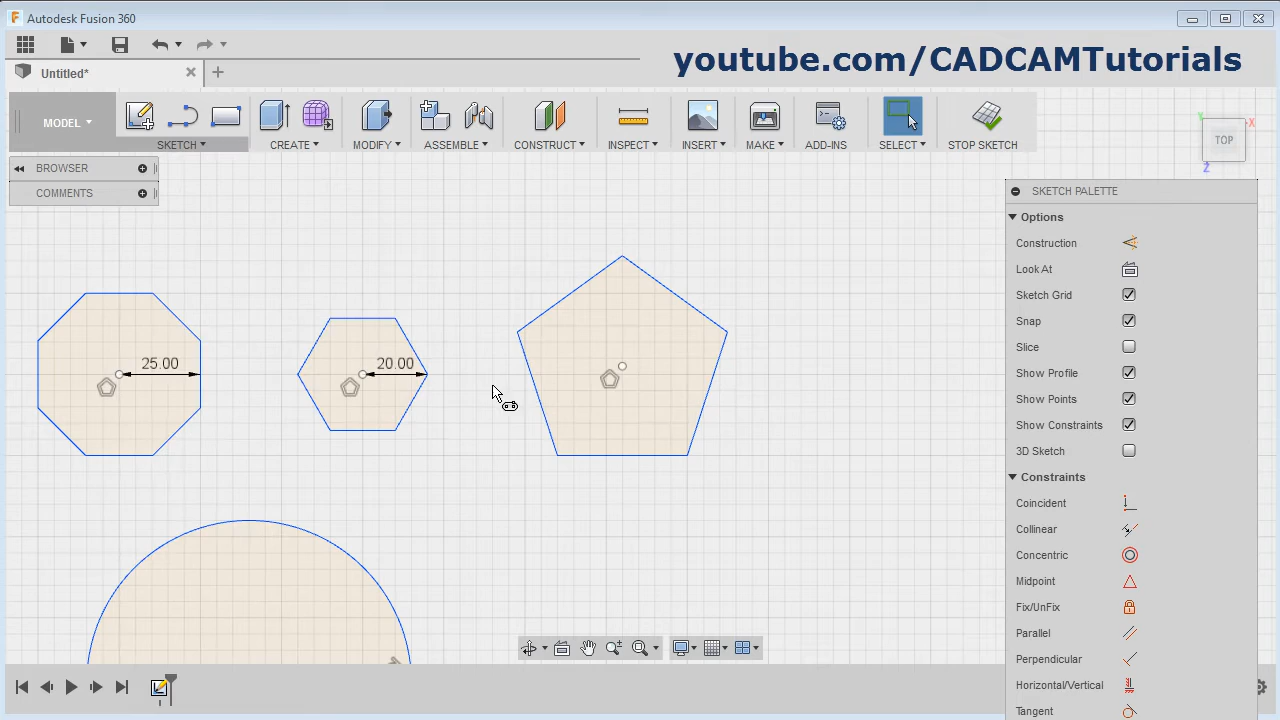 Autodesk Fusion 360
youtube.com/CADCAMTutorials
Untitled*
MODEL
SKETCH
CREATE
MODIFY
ASSEMBLE
CONSTRUCT
INSPECT
INSERT
MAKE
ADD-INS
SELECT
STOP SKETCH
TOP
Y
X
Z
BROWSER
COMMENTS
SKETCH PALETTE
Options
Construction
Look At
Sketch Grid
Snap
Slice
Show Profile
Show Points
Show Constraints
3D Sketch
Constraints
Coincident
Collinear
Concentric
Midpoint
Fix/UnFix
Parallel
Perpendicular
Horizontal/Vertical
Tangent
25.00
20.00